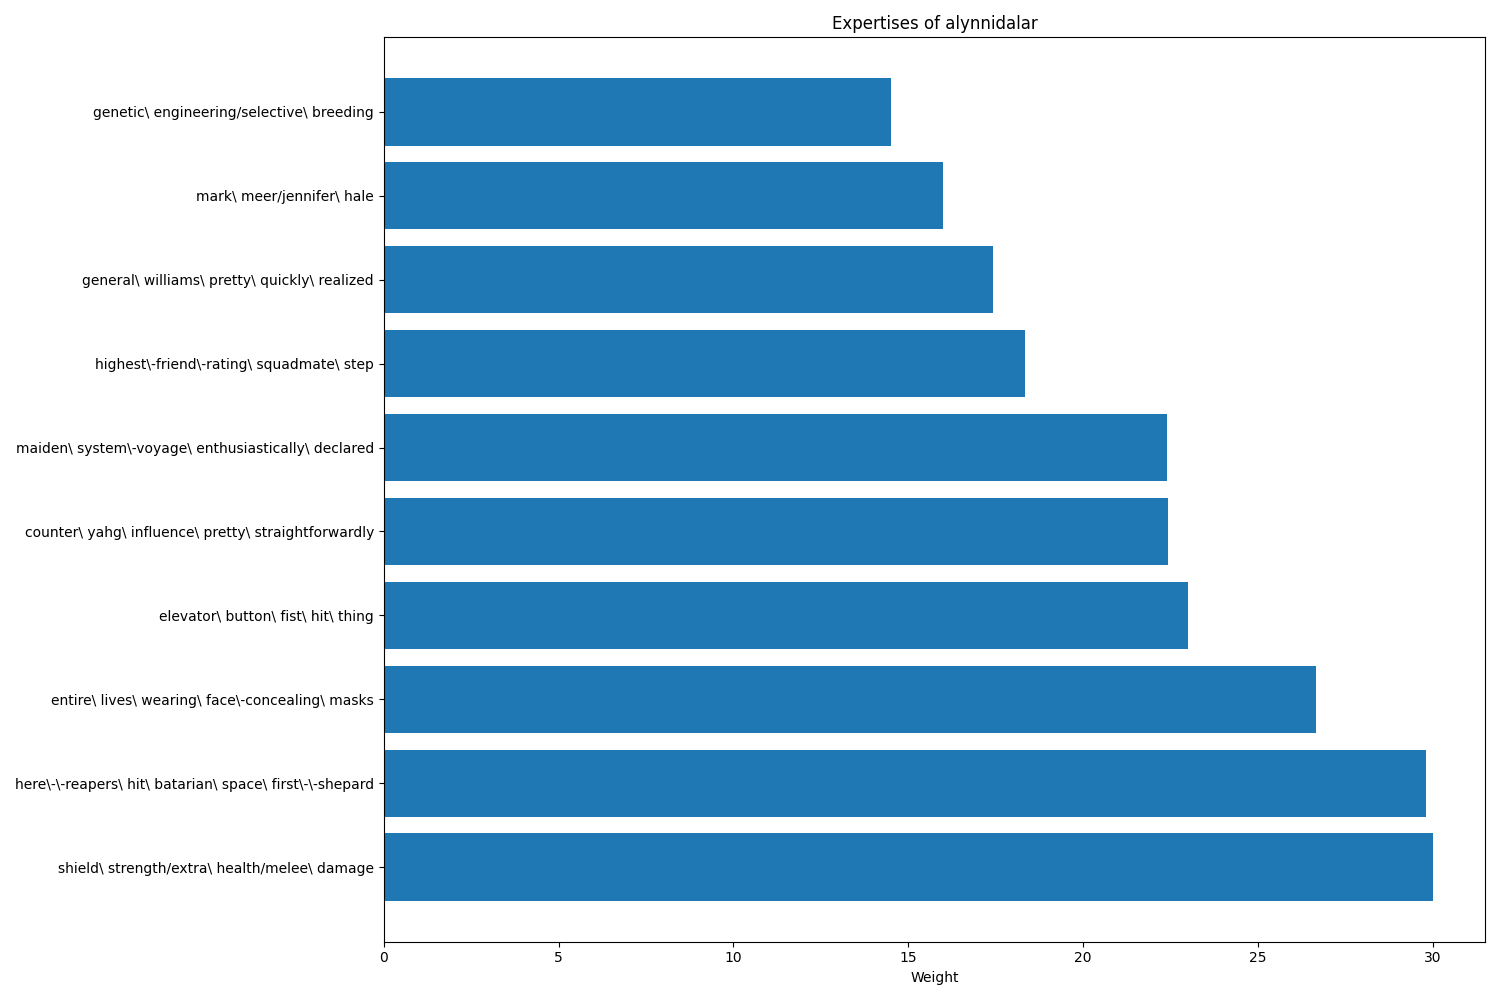 Expertises of alynnidalar
genetic\ engineering/selective\ breeding
mark\ meer/jennifer\ hale
general\ williams\ pretty\ quickly\ realized
highest\-friend\-rating\ squadmate\ step
maiden\ system\-voyage\ enthusiastically\ declared
counter\ yahg\ influence\ pretty\ straightforwardly
elevator\ button\ fist\ hit\ thing
entire\ lives\ wearing\ face\-concealing\ masks
here\-\-reapers\ hit\ batarian\ space\ first\-\-shepard
shield\ strength/extra\ health/melee\ damage
0 5 10 15 20 25 30
Weight